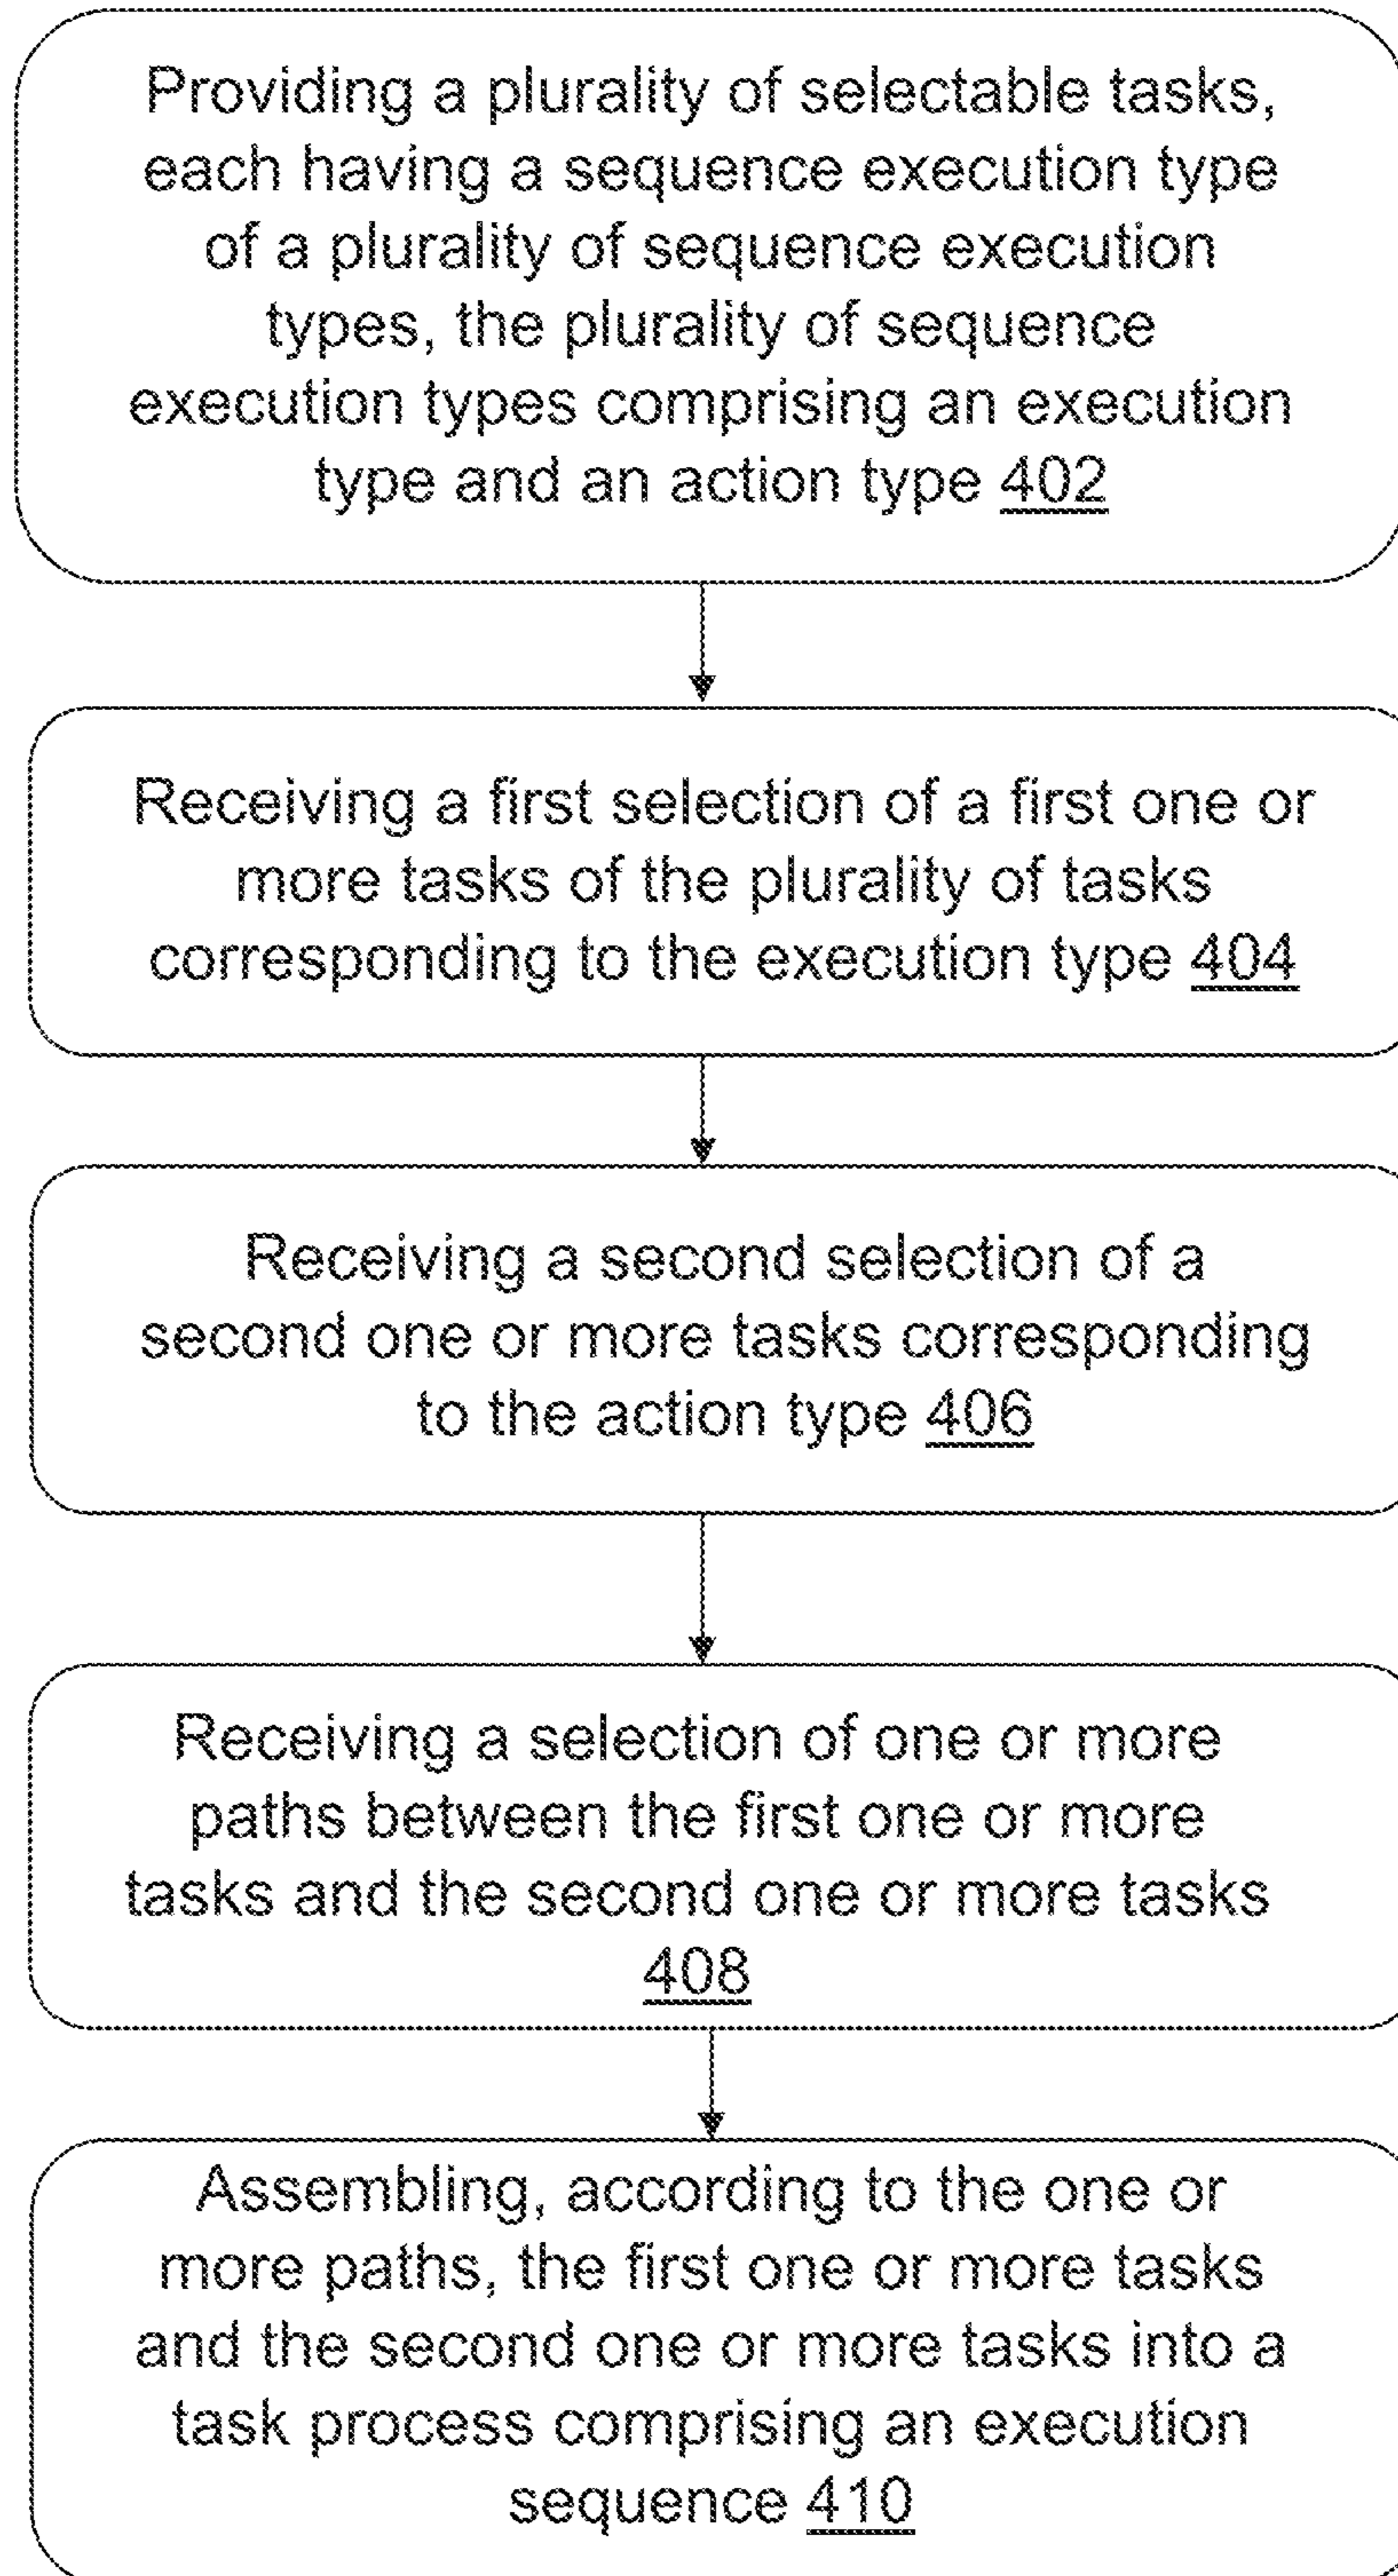 Providing a plurality of selectable tasks,
each having a sequence execution type
of a plurality of sequence execution
types, the plurality of sequence
execution types comprising an execution
type and an action type 402
Receiving a first selection of a first one or
more tasks of the plurality of tasks
corresponding to the execution type 404
Receiving a second selection of a
second one or more tasks corresponding
to the action type 406
Receiving a selection of one or more
paths between the first one or more
tasks and the second one or more tasks
408
Assembling, according to the one or
more paths, the first one or more tasks
and the second one or more tasks into a
task process comprising an execution
sequence 410